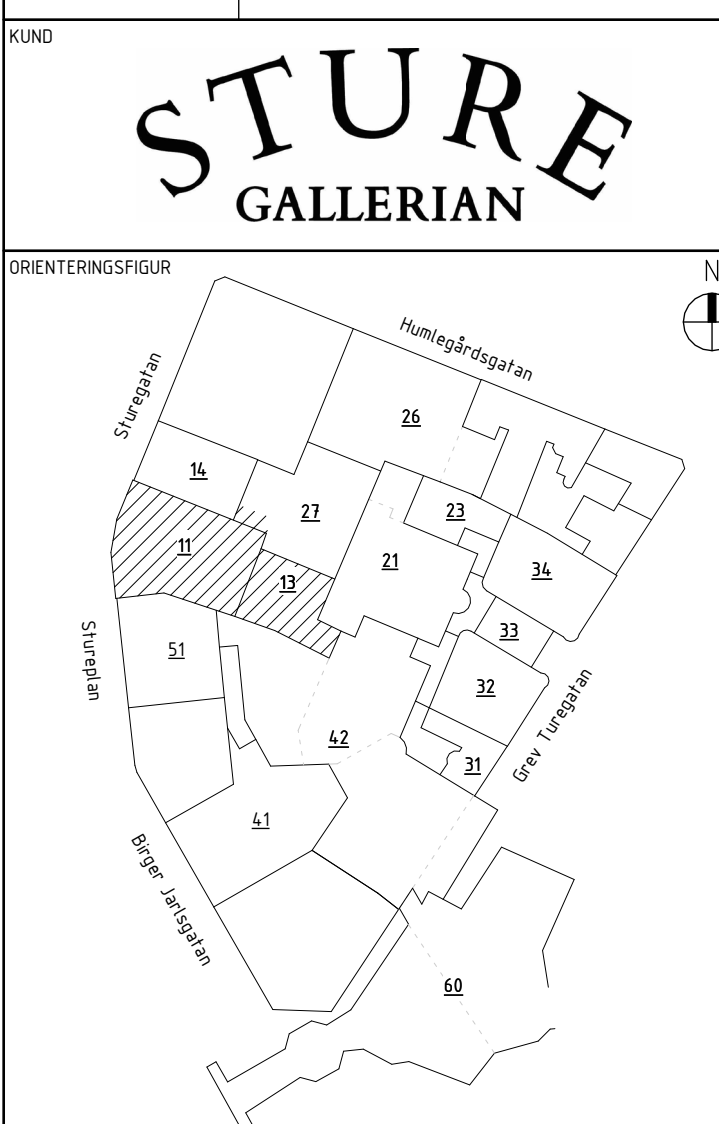 KUND
STURE
GALLERIAN
ORIENTERINGSFIGUR
N
Humlegårdsgatan
Sturegatan
26
14
27
23
11
21
34
13
33
51
Stureplan
32
42
Grev Turegatan
31
41
Birger Jarlsgatan
60